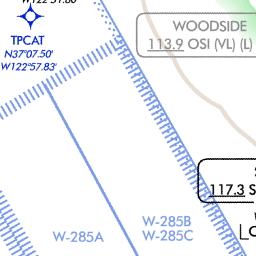 TPCAT
N37°07.50'
W122°57.83'
WOODSIDE
113.9 OSI (VL) (L)
117.3 S
W-285A
W-285B
W-285C